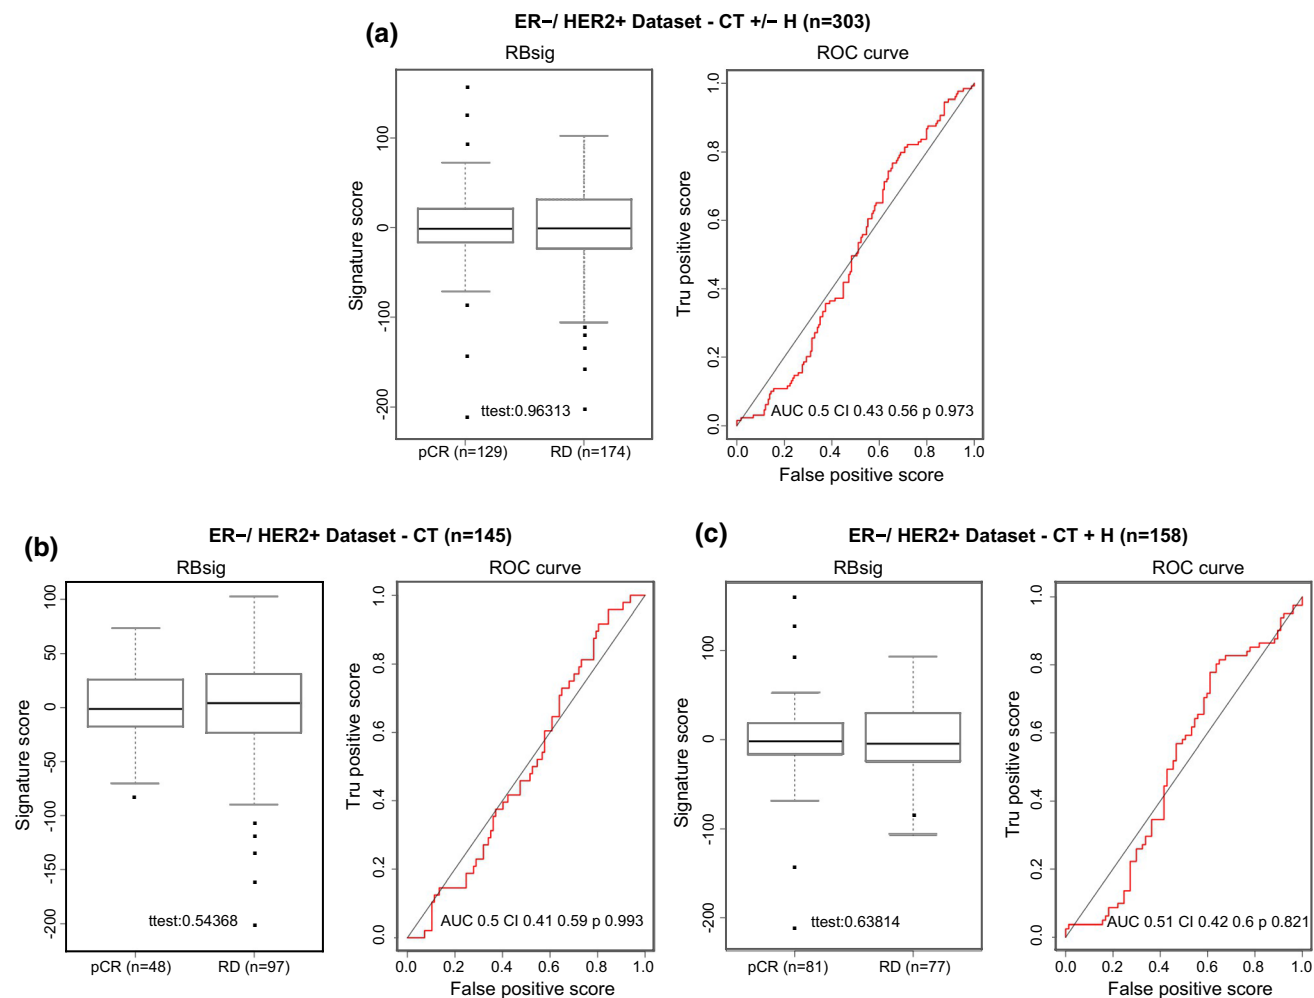 ER−/ HER2+ Dataset - CT +/− H (n=303)
(a)
RBsig
ROC curve
Signature score
100
0
-100
-200
ttest:0.96313
pCR (n=129)
RD (n=174)
Tru positive score
1.0
0.8
0.6
0.4
0.2
0.0
AUC 0.5 CI 0.43 0.56 p 0.973
0.0 0.2 0.4 0.6 0.8 1.0
False positive score
(b)
ER−/ HER2+ Dataset - CT (n=145)
RBsig
ROC curve
Signature score
100
50
0
-50
-100
-150
-200
ttest:0.54368
pCR (n=48)
RD (n=97)
Tru positive score
1.0
0.8
0.6
0.4
0.2
0.0
AUC 0.5 CI 0.41 0.59 p 0.993
0.0 0.2 0.4 0.6 0.8 1.0
False positive score
(c)
ER−/ HER2+ Dataset - CT + H (n=158)
RBsig
ROC curve
Signature score
100
0
-100
-200
ttest:0.63814
pCR (n=81)
RD (n=77)
Tru positive score
1.0
0.8
0.6
0.4
0.2
0.0
AUC 0.51 CI 0.42 0.6 p 0.821
0.0 0.2 0.4 0.6 0.8 1.0
False positive score